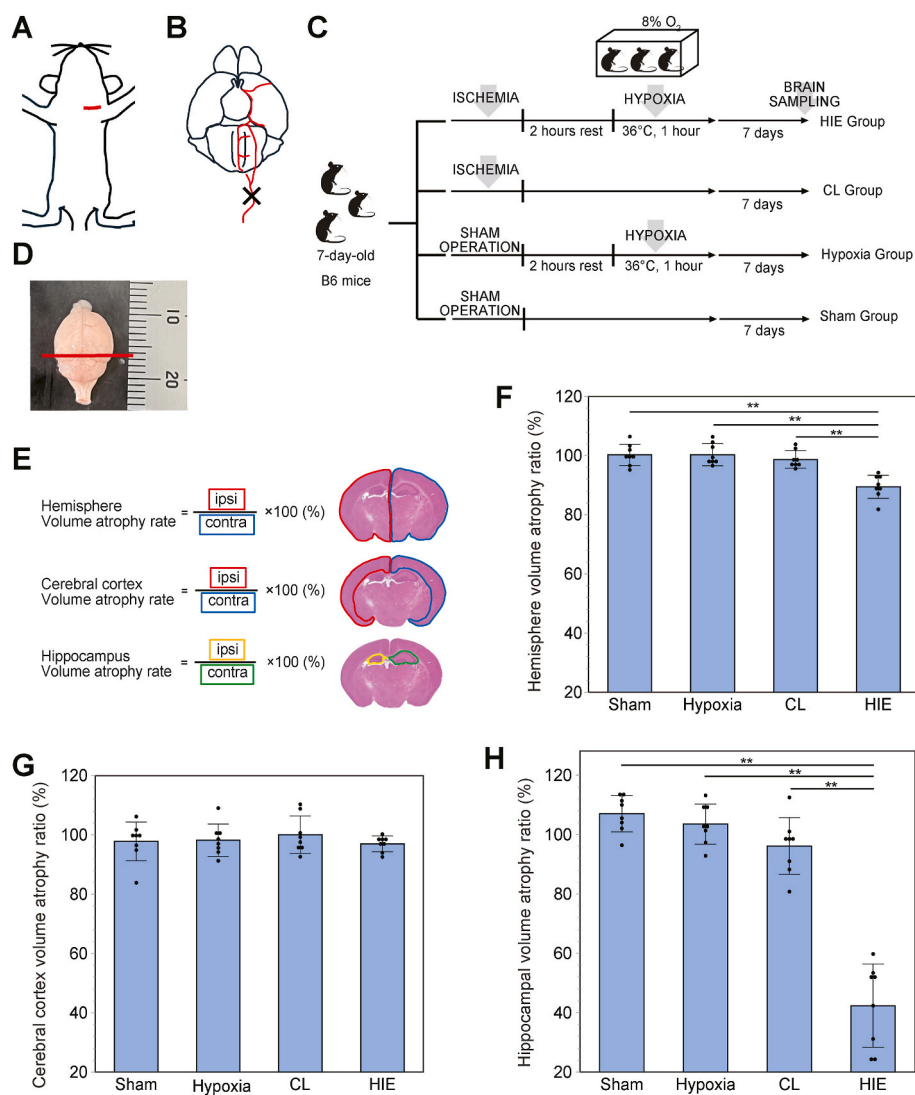 A
B
C
8% O2
ISCHEMIA
HYPOXIA
BRAIN
SAMPLING
2 hours rest
36°C, 1 hour
7 days
HIE Group
ISCHEMIA
7 days
CL Group
SHAM
OPERATION
HYPOXIA
2 hours rest
36°C, 1 hour
7 days
Hypoxia Group
SHAM
OPERATION
7 days
Sham Group
7-day-old
B6 mice
D
10
20
E
Hemisphere
Volume atrophy rate
=
ipsi
contra
×100 (%)
Cerebral cortex
Volume atrophy rate
=
ipsi
contra
×100 (%)
Hippocampus
Volume atrophy rate
=
ipsi
contra
×100 (%)
F
Hemisphere volume atrophy ratio (%)
120
100
80
60
40
20
**
**
**
Sham
Hypoxia
CL
HIE
G
Cerebral cortex volume atrophy ratio (%)
120
100
80
60
40
20
Sham
Hypoxia
CL
HIE
H
Hippocampal volume atrophy ratio (%)
120
100
80
60
40
20
**
**
**
Sham
Hypoxia
CL
HIE